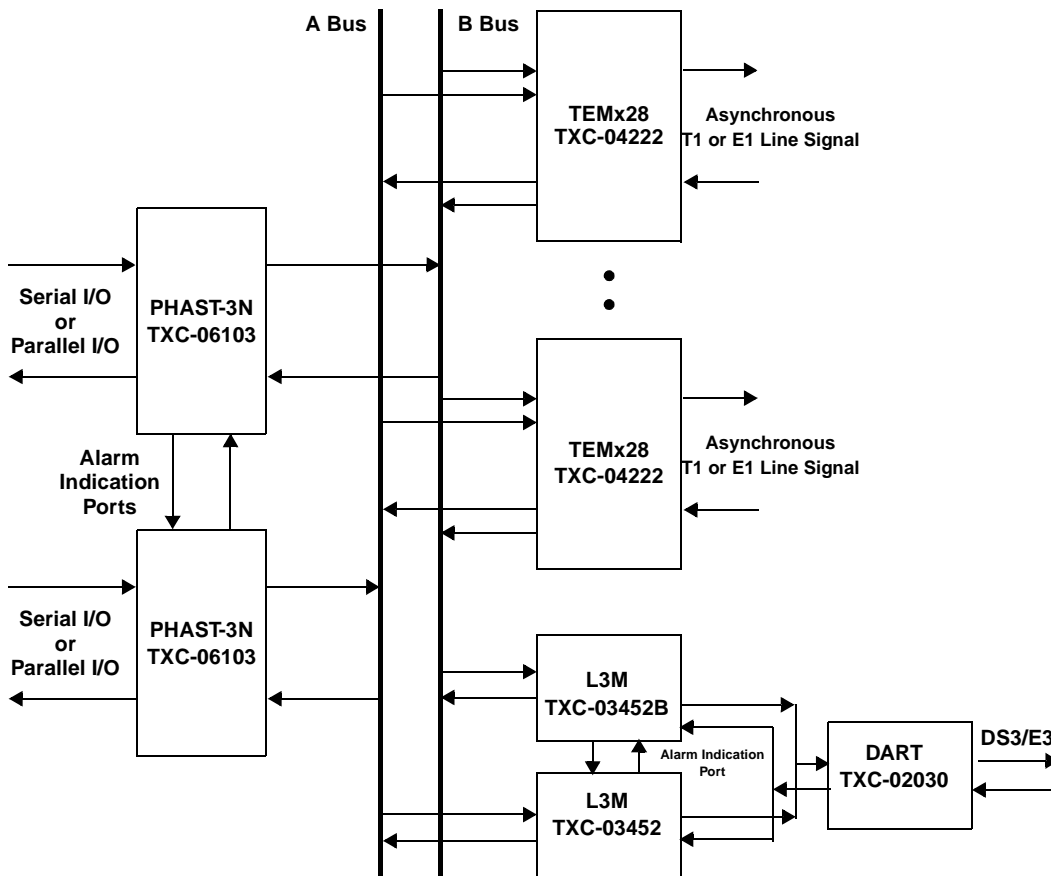 A Bus
B Bus
TEMx28
TXC-04222
Asynchronous
T1 or E1 Line Signal
PHAST-3N
TXC-06103
Serial I/O
or
Parallel I/O
TEMx28
TXC-04222
Asynchronous
T1 or E1 Line Signal
Alarm
Indication
Ports
PHAST-3N
TXC-06103
Serial I/O
or
Parallel I/O
L3M
TXC-03452B
Alarm Indication
Port
L3M
TXC-03452
DART
TXC-02030
DS3/E3